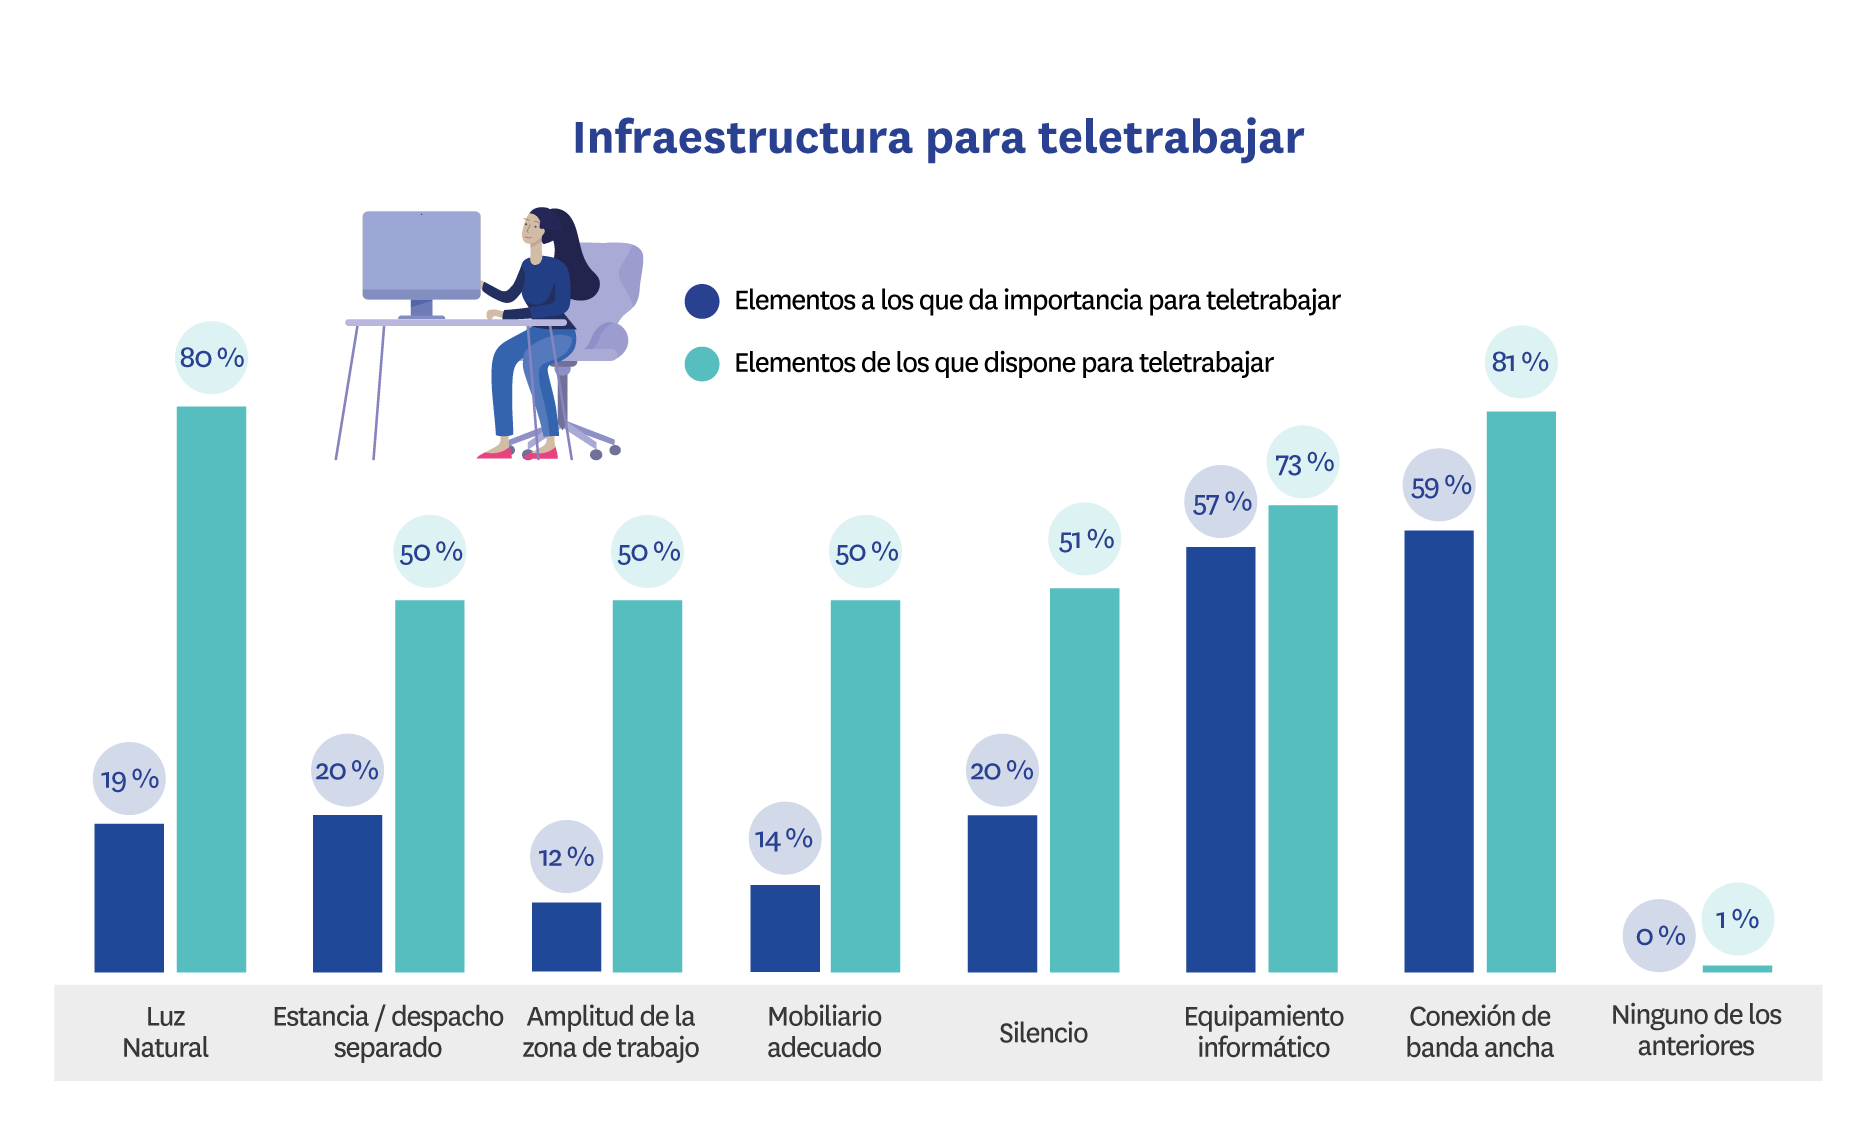 Infraestructura para teletrabajar
Elementos a los que da importancia para teletrabajar
Elementos de los que dispone para teletrabajar
19 %
80 %
20 %
50 %
12 %
50 %
14 %
50 %
20 %
51 %
57 %
73 %
59 %
81 %
0 %
1 %
Luz
Natural
Estancia / despacho
separado
Amplitud de la
zona de trabajo
Mobiliario
adecuado
Silencio
Equipamiento
informático
Conexión de
banda ancha
Ninguno de los
anteriores